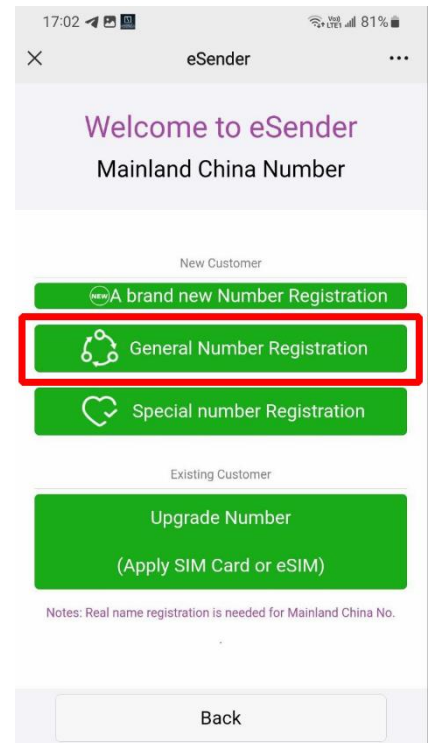 17:02 81%
eSender
Welcome to eSender
Mainland China Number
New Customer
NEW A brand new Number Registration
General Number Registration
Special number Registration
Existing Customer
Upgrade Number
(Apply SIM Card or eSIM)
Notes: Real name registration is needed for Mainland China No.
.
Back